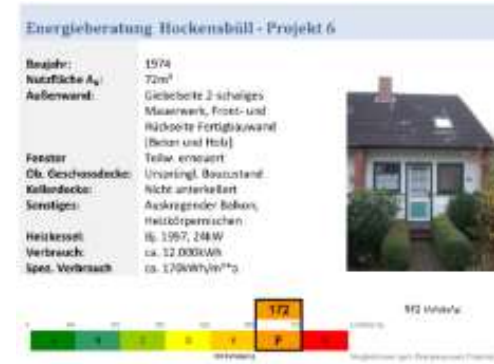 Energieberatung Hockensbüll - Projekt 6
Baujahr: 1974
Nutzfläche Aₙ: 72m²
Außenwand: Giebelseite 2-schaliges
Mauerwerk, Front- und
Rückseite Fertigbauwand
(Beton und Holz)
Fenster Teilw. erneuert
Ob. Geschossdecke: Ursprüngl. Bauzustand
Kellerdecke: Nicht unterkellert
Sonstiges: Auskragender Balkon,
Heizkörpernischen
Heizkessel: Bj. 1997, 24kW
Verbrauch: ca. 12.000kWh
Spez. Verbrauch ca. 170kWh/m²*a
172
F